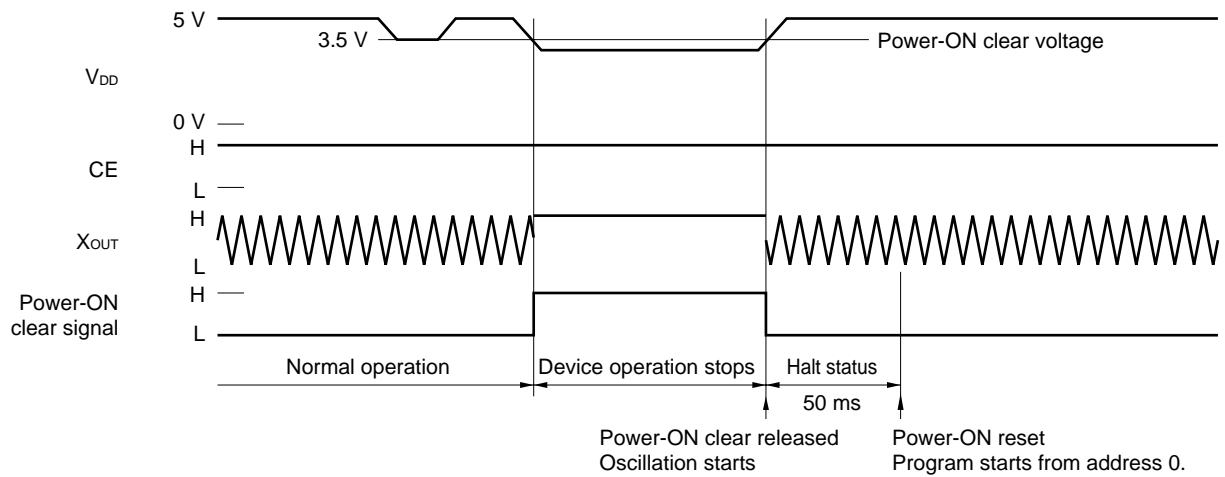 5 V
3.5 V
Power-ON clear voltage
VDD
0 V
H
CE
L
H
XOUT
L
Power-ON
clear signal
H
L
Normal operation
Device operation stops
Halt status
50 ms
Power-ON clear released
Oscillation starts
Power-ON reset
Program starts from address 0.